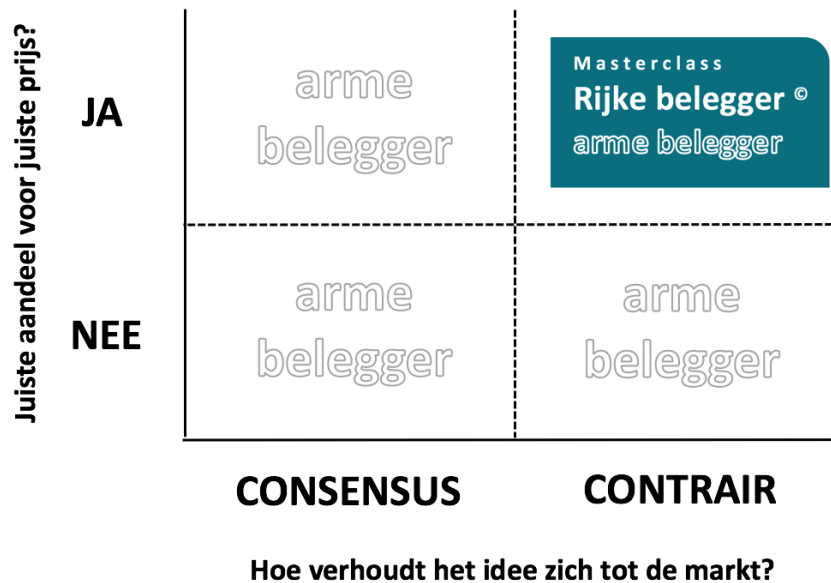 Juiste aandeel voor juiste prijs?
JA
arme
belegger
Masterclass
Rijke belegger ©
arme belegger
NEE
arme
belegger
arme
belegger
CONSENSUS
CONTRAIR
Hoe verhoudt het idee zich tot de markt?